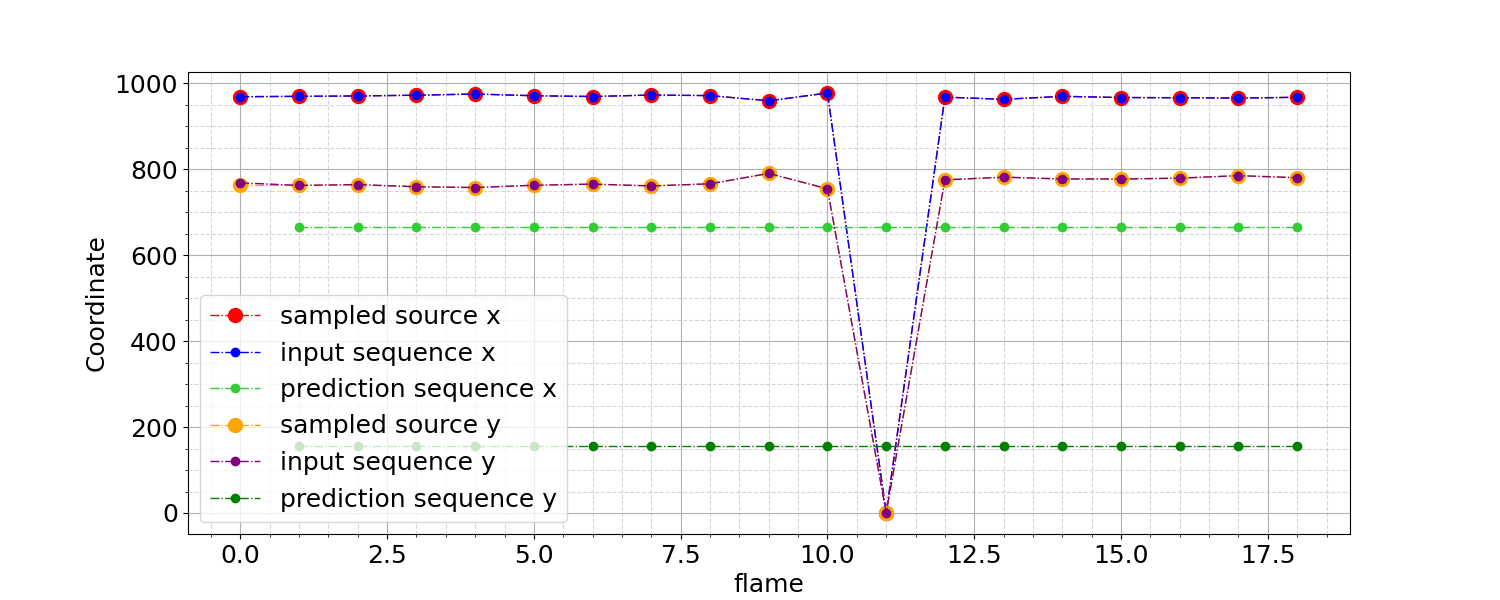 1000
800
600
400
200
0
Coordinate
sampled source x
input sequence x
prediction sequence x
sampled source y
input sequence y
prediction sequence y
0.0 2.5 5.0 7.5 10.0 12.5 15.0 17.5
flame